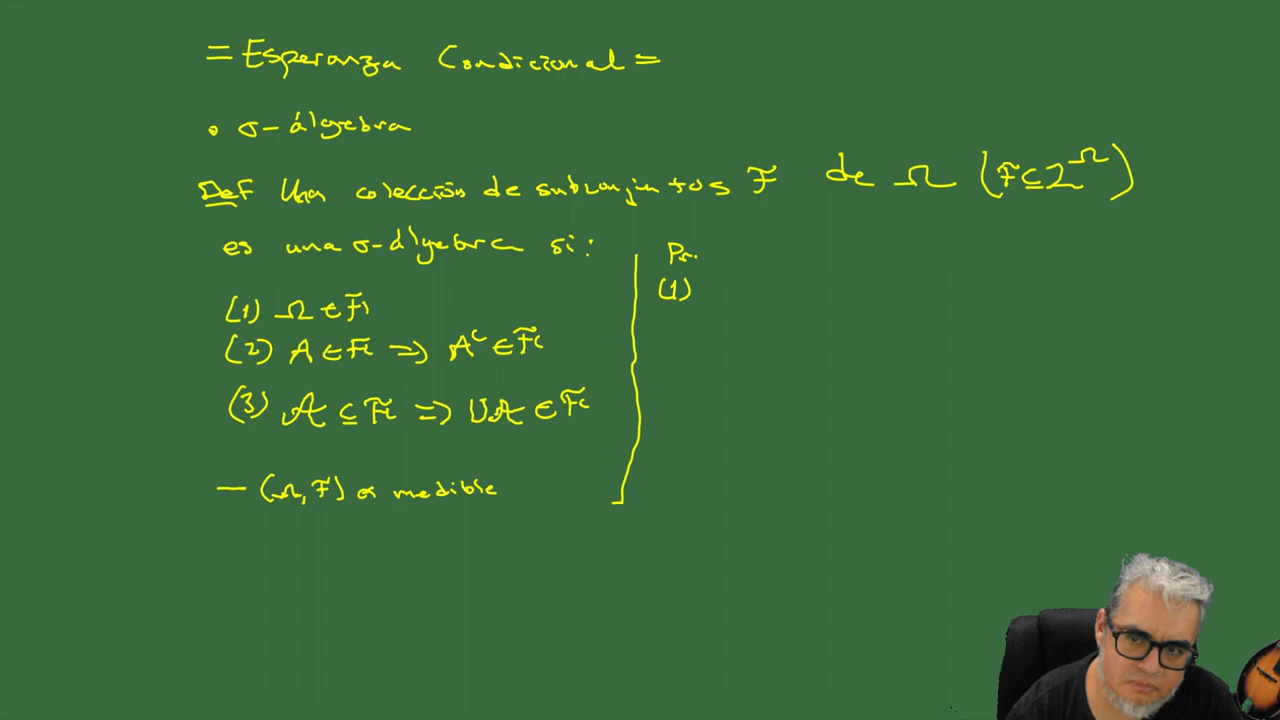 = Esperanza Condicional =
• σ-álgebra
Def Una colección de subconjuntos F de Ω (F ⊆ 2^Ω)
es una σ-álgebra si:
(1) Ω ∈ F
(2) A ∈ F ⇒ A^c ∈ F
(3) 𝒜 ⊆ F ⇒ ∪𝒜 ∈ F
— (Ω, F) es medible
Pr.
(1)